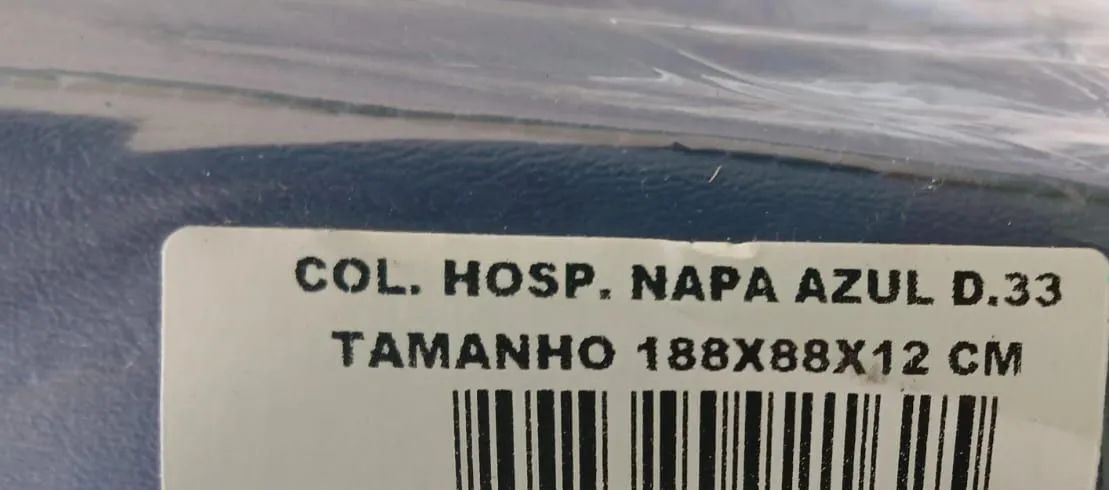 COL. HOSP. NAPA AZUL D.33
TAMANHO 188X88X12 CM